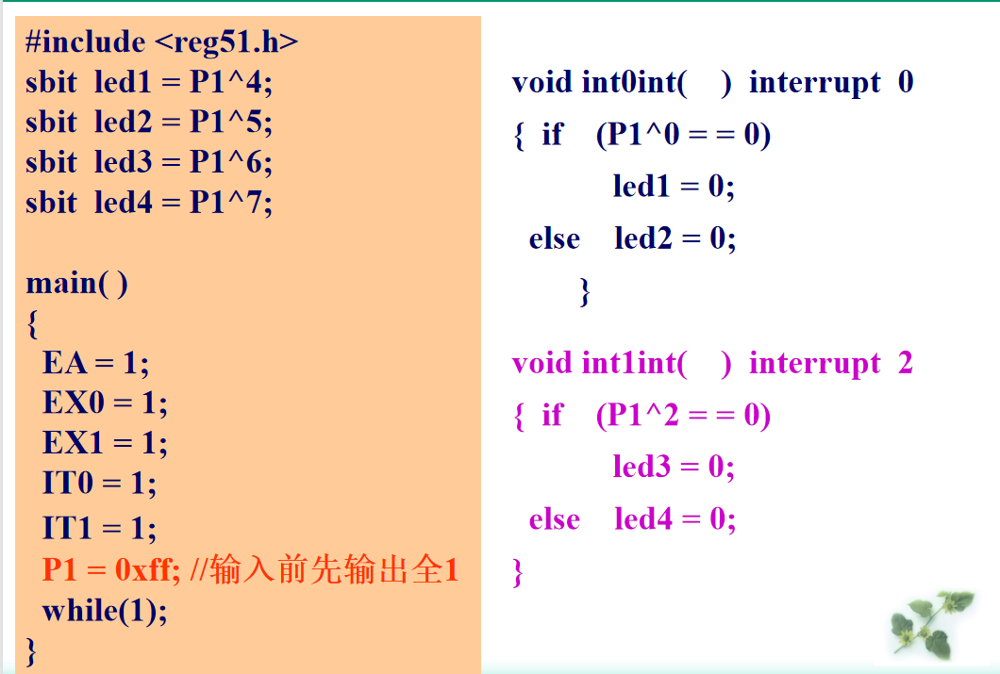 #include <reg51.h>
sbit led1 = P1^4;
sbit led2 = P1^5;
sbit led3 = P1^6;
sbit led4 = P1^7;
main( )
{
EA = 1;
EX0 = 1;
EX1 = 1;
IT0 = 1;
IT1 = 1;
P1 = 0xff; //输入前先输出全1
while(1);
}
void int0int( ) interrupt 0
{ if (P1^0 = = 0)
led1 = 0;
else led2 = 0;
}
void int1int( ) interrupt 2
{ if (P1^2 = = 0)
led3 = 0;
else led4 = 0;
}